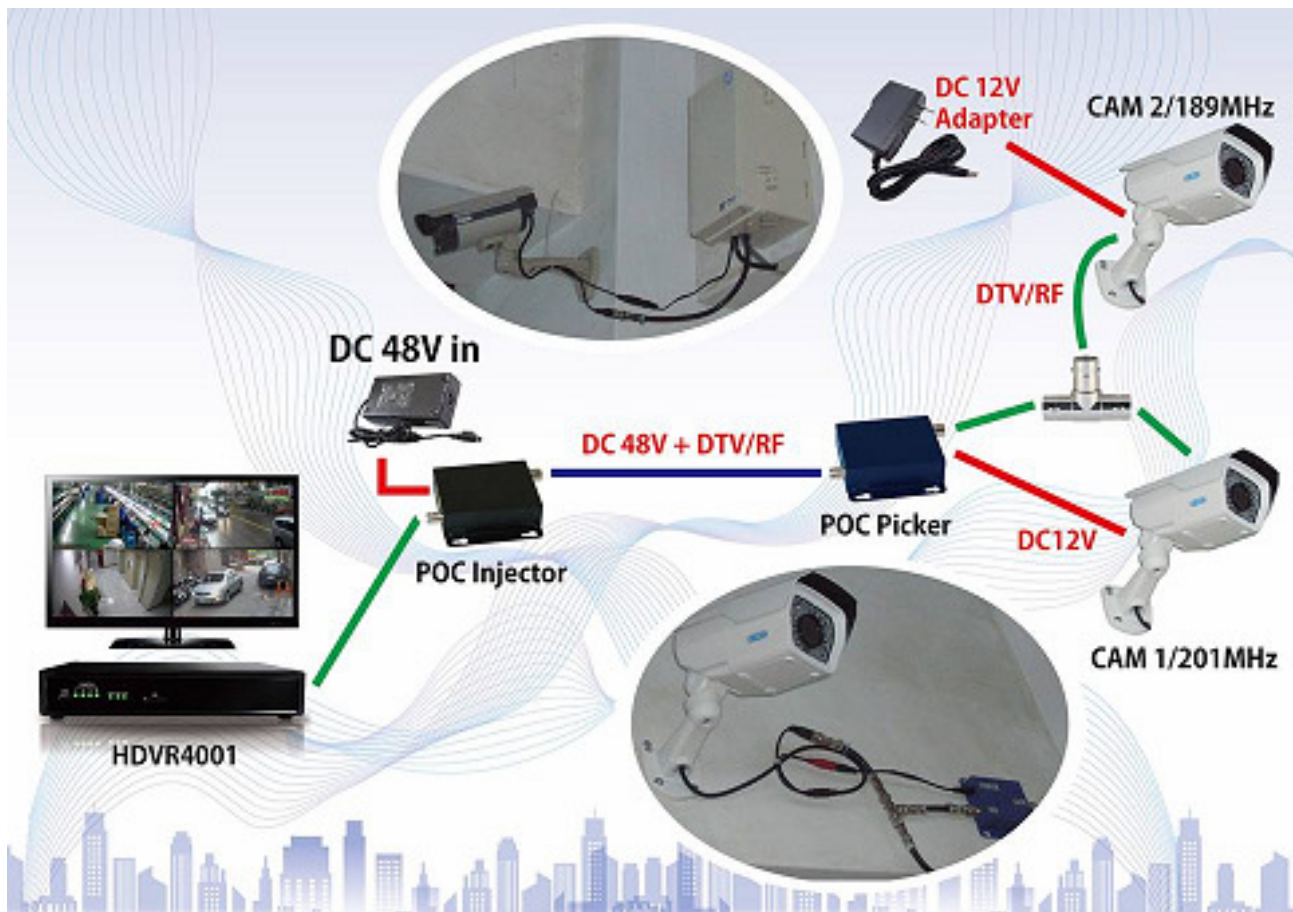 DC 12V
Adapter
CAM 2/189MHz
DTV/RF
DC 48V in
DC 48V + DTV/RF
POC Picker
POC Injector
DC12V
CAM 1/201MHz
HDVR4001